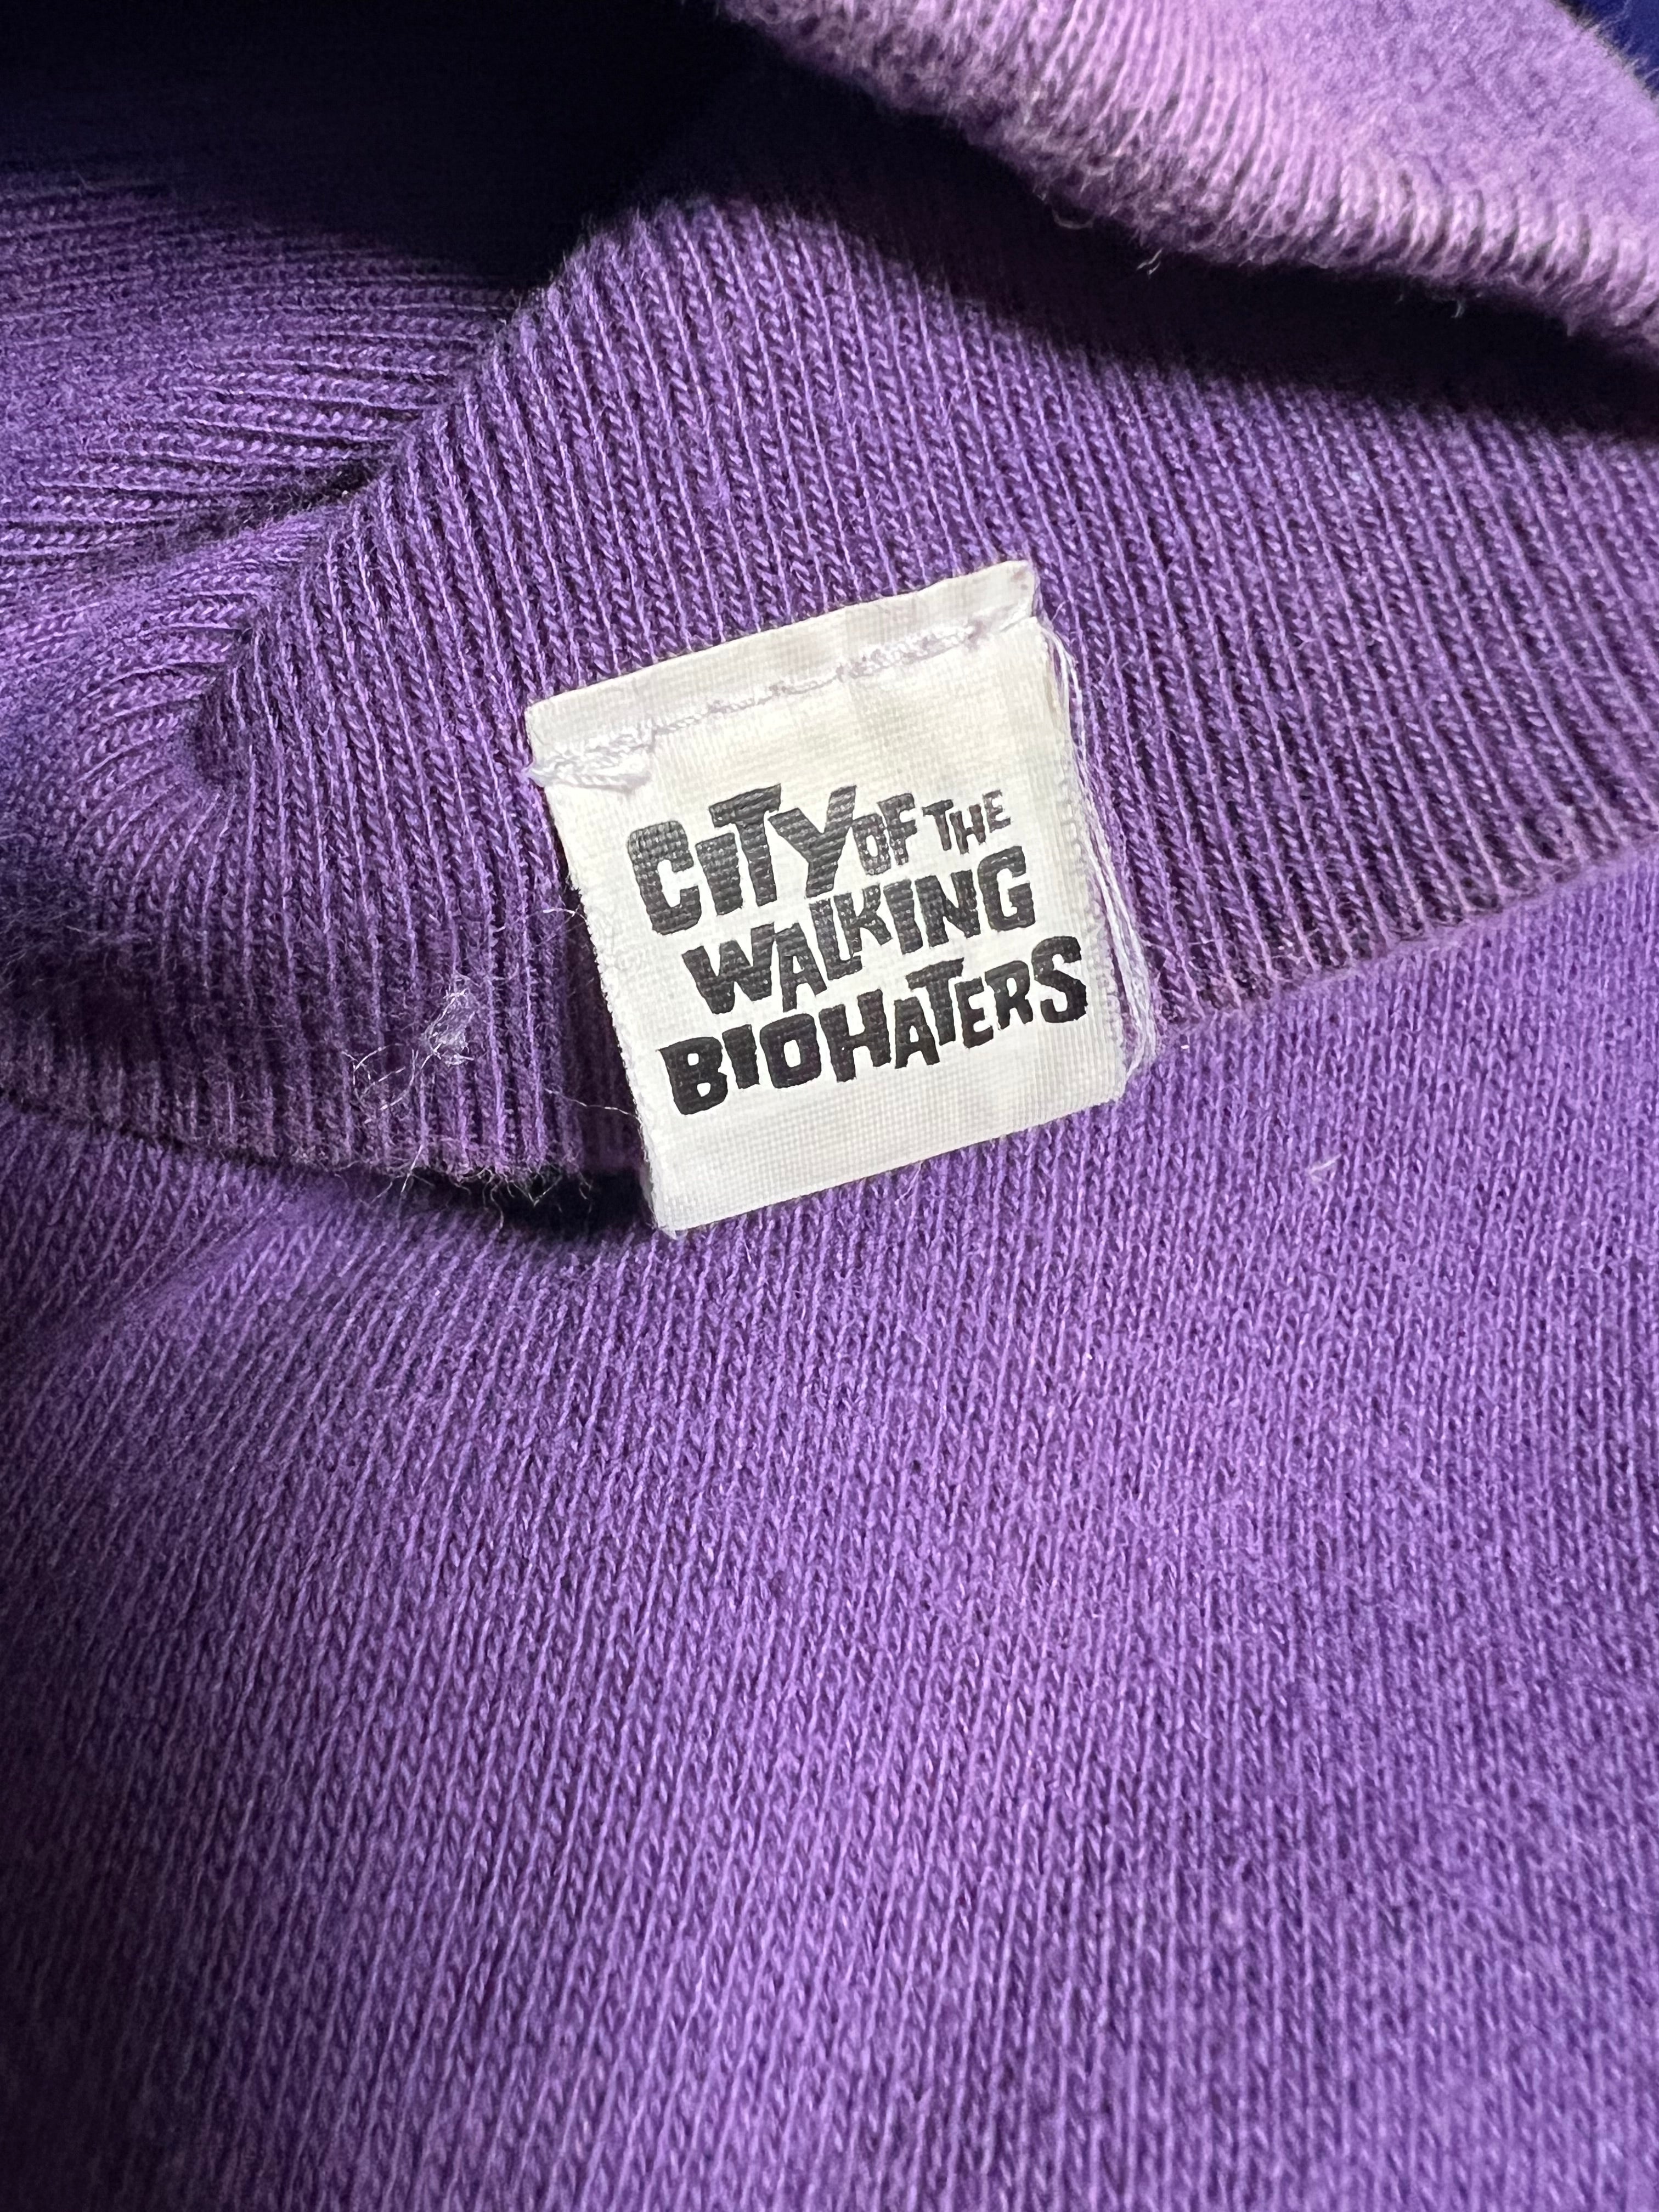 CiTY OF THE
WALKING
BIOHATERS